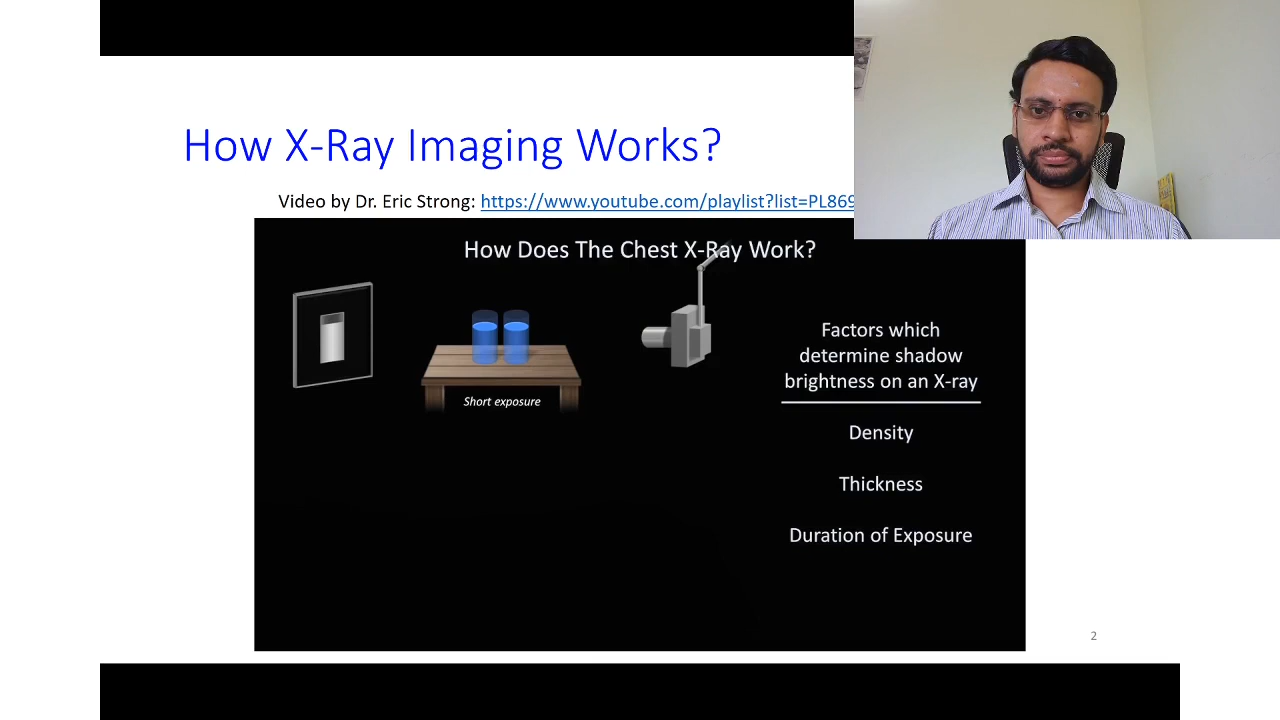 How X-Ray Imaging Works?
Video by Dr. Eric Strong: https://www.youtube.com/playlist?list=PL869
How Does The Chest X-Ray Work?
Short exposure
Factors which
determine shadow
brightness on an X-ray
Density
Thickness
Duration of Exposure
2